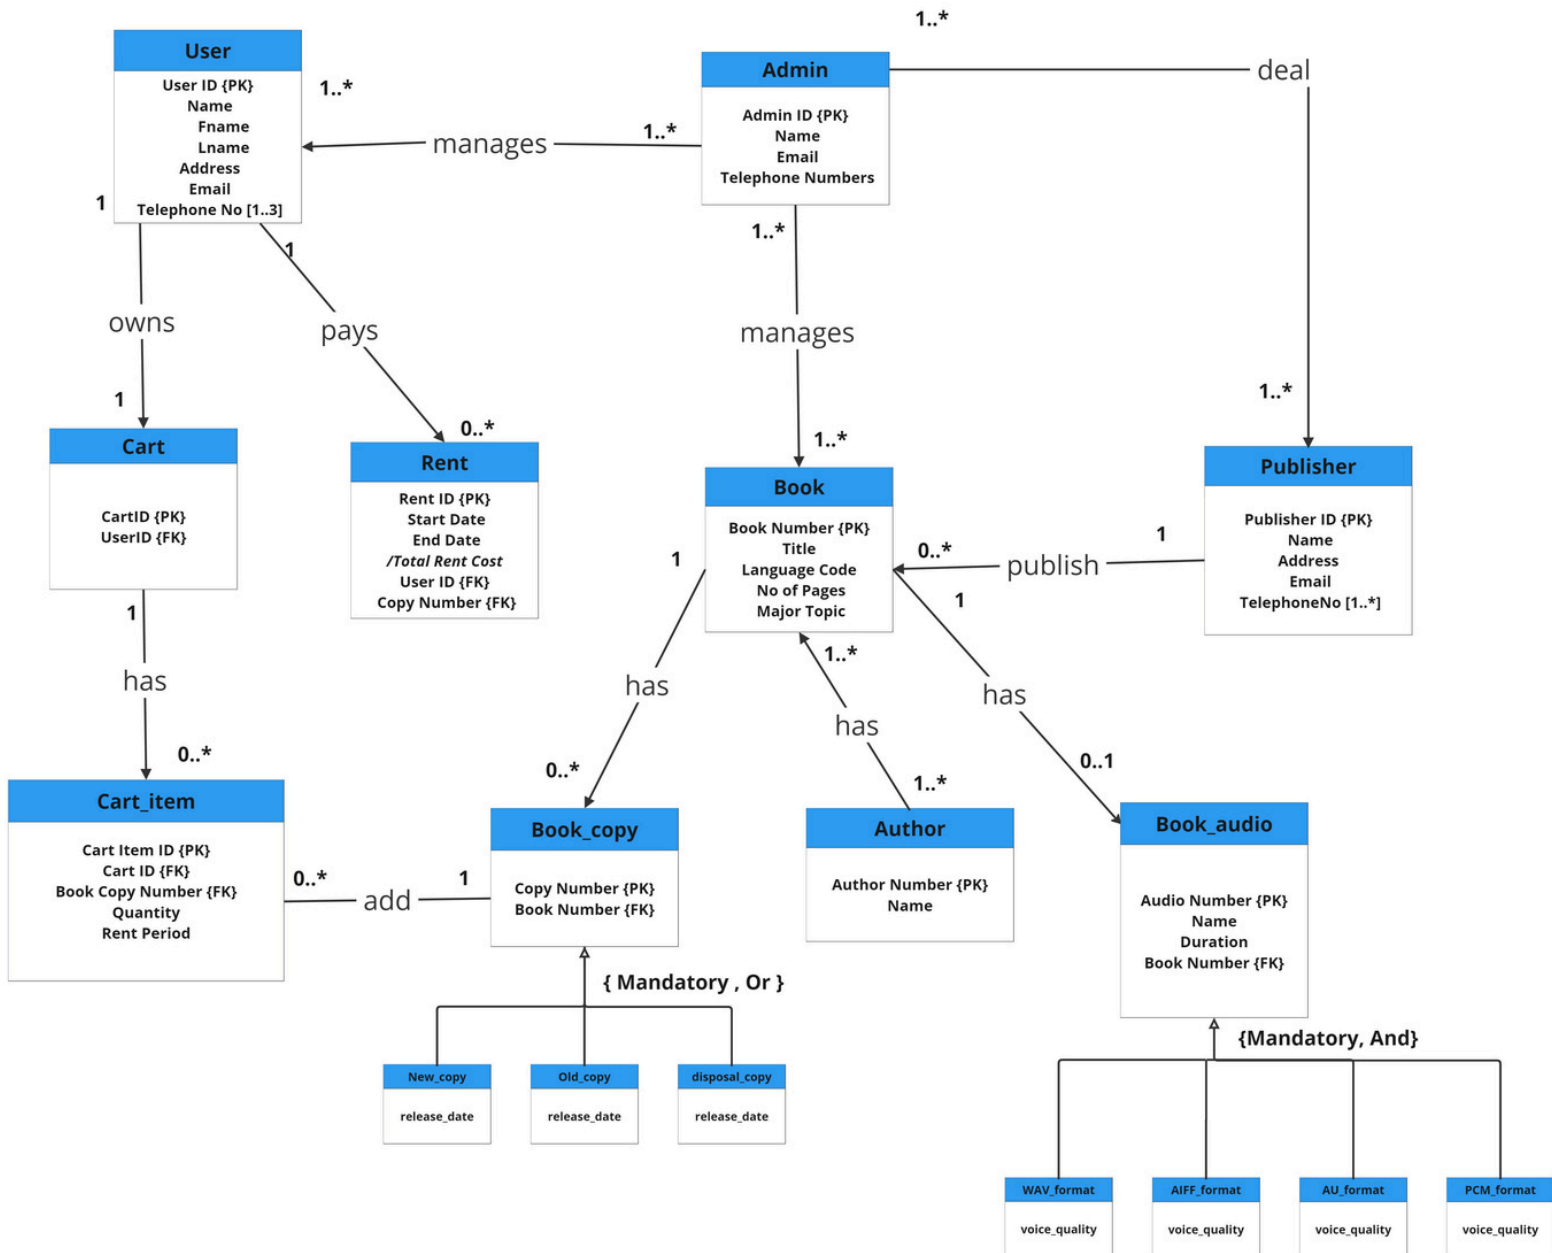 1..*
User
User ID {PK}
Name
Fname
Lname
Address
Email
Telephone No [1..3]
1..*
manages
1..*
Admin
Admin ID {PK}
Name
Email
Telephone Numbers
deal
1..*
1
owns
1
1
pays
0..*
1..*
manages
1..*
Cart
CartID {PK}
UserID {FK}
Rent
Rent ID {PK}
Start Date
End Date
/Total Rent Cost
User ID {FK}
Copy Number {FK}
Book
Book Number {PK}
Title
Language Code
No of Pages
Major Topic
0..*
publish
1
Publisher
Publisher ID {PK}
Name
Address
Email
TelephoneNo [1..*]
1
has
0..*
1
has
0..*
1..*
has
1..*
1
has
0..1
Cart_item
Cart Item ID {PK}
Cart ID {FK}
Book Copy Number {FK}
Quantity
Rent Period
0..*
add
1
Book_copy
Copy Number {PK}
Book Number {FK}
Author
Author Number {PK}
Name
Book_audio
Audio Number {PK}
Name
Duration
Book Number {FK}
{ Mandatory , Or }
New_copy
release_date
Old_copy
release_date
disposal_copy
release_date
{Mandatory, And}
WAV_format
voice_quality
AIFF_format
voice_quality
AU_format
voice_quality
PCM_format
voice_quality